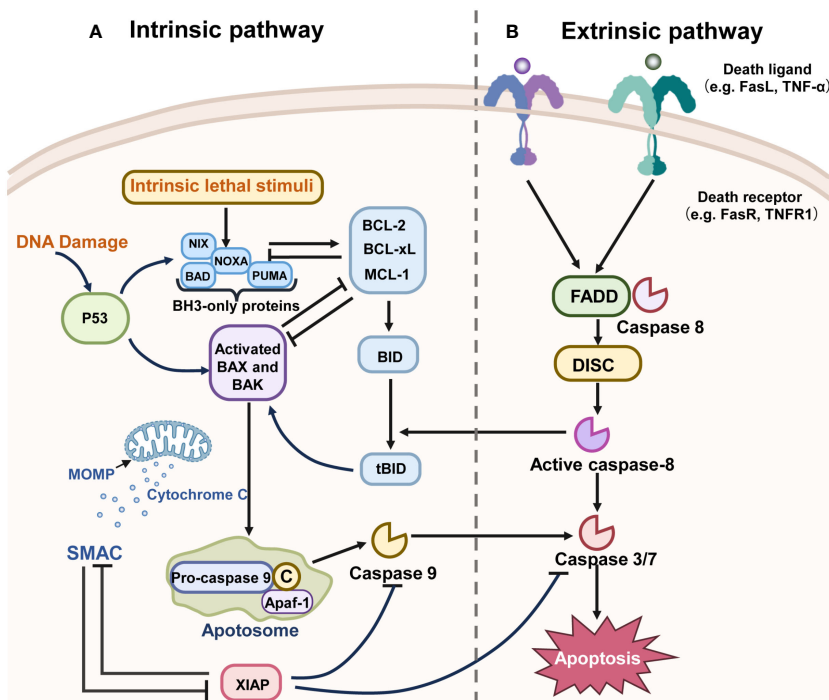 A Intrinsic pathway
B Extrinsic pathway
Death ligand
(e.g. FasL, TNF-α)
Intrinsic lethal stimuli
Death receptor
(e.g. FasR, TNFR1)
DNA Damage
NIX
NOXA
BAD
PUMA
BH3-only proteins
BCL-2
BCL-xL
MCL-1
P53
Activated
BAX and
BAK
BID
tBID
FADD
Caspase 8
DISC
Active caspase-8
MOMP
Cytochrome C
SMAC
Pro-caspase 9
C
Apaf-1
Apotosome
Caspase 9
Caspase 3/7
XIAP
Apoptosis